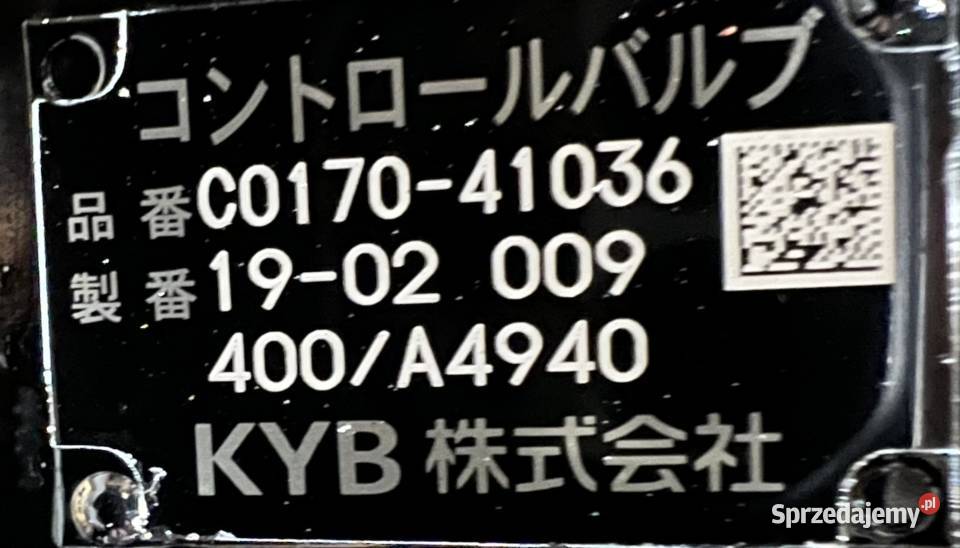 コントロールバルブ
品番 C0170-41036
製番 19-02 009
400/A4940
KYB 株式会社
Sprzedajemy.pl